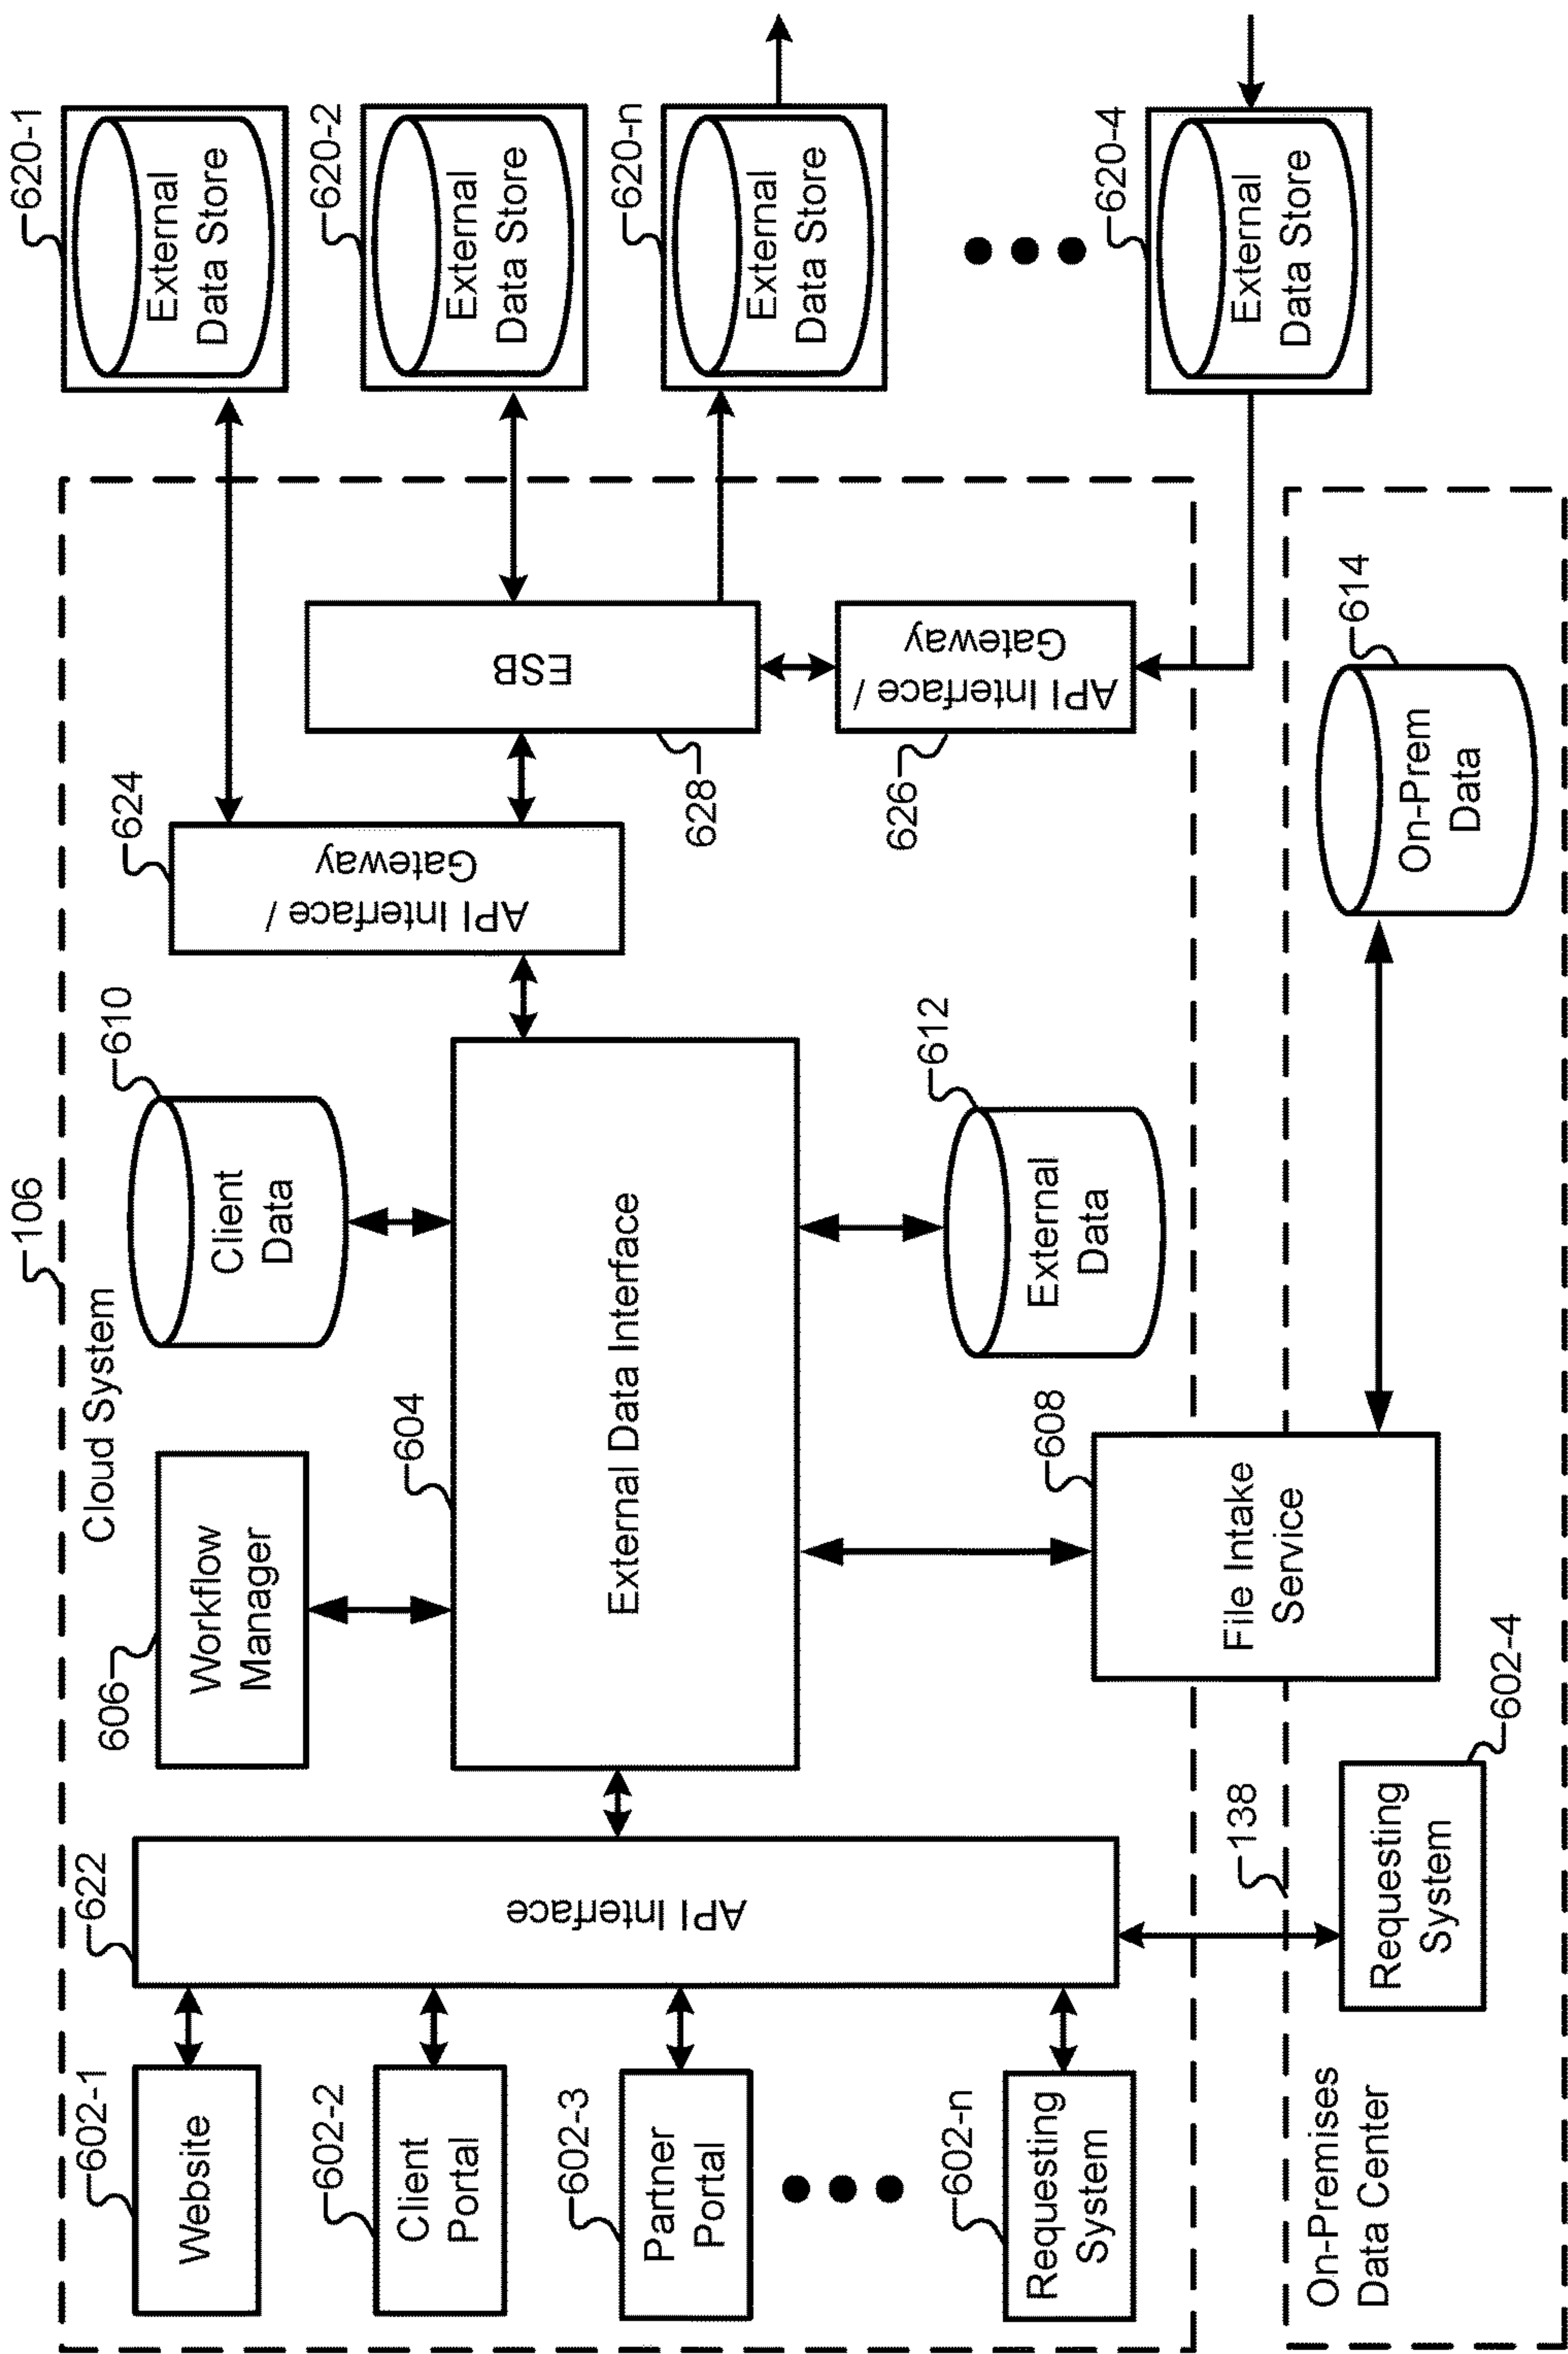 106
Cloud System
602-1
Website
602-2
Client
Portal
602-3
Partner
Portal
602-n
Requesting
System
622
API Interface
606
Workflow
Manager
604
External Data Interface
610
Client
Data
612
External
Data
608
File Intake
Service
624
API Interface /
Gateway
628
ESB
626
API Interface /
Gateway
620-1
External
Data Store
620-2
External
Data Store
620-n
External
Data Store
620-4
External
Data Store
138
On-Premises
Data Center
602-4
Requesting
System
614
On-Prem
Data